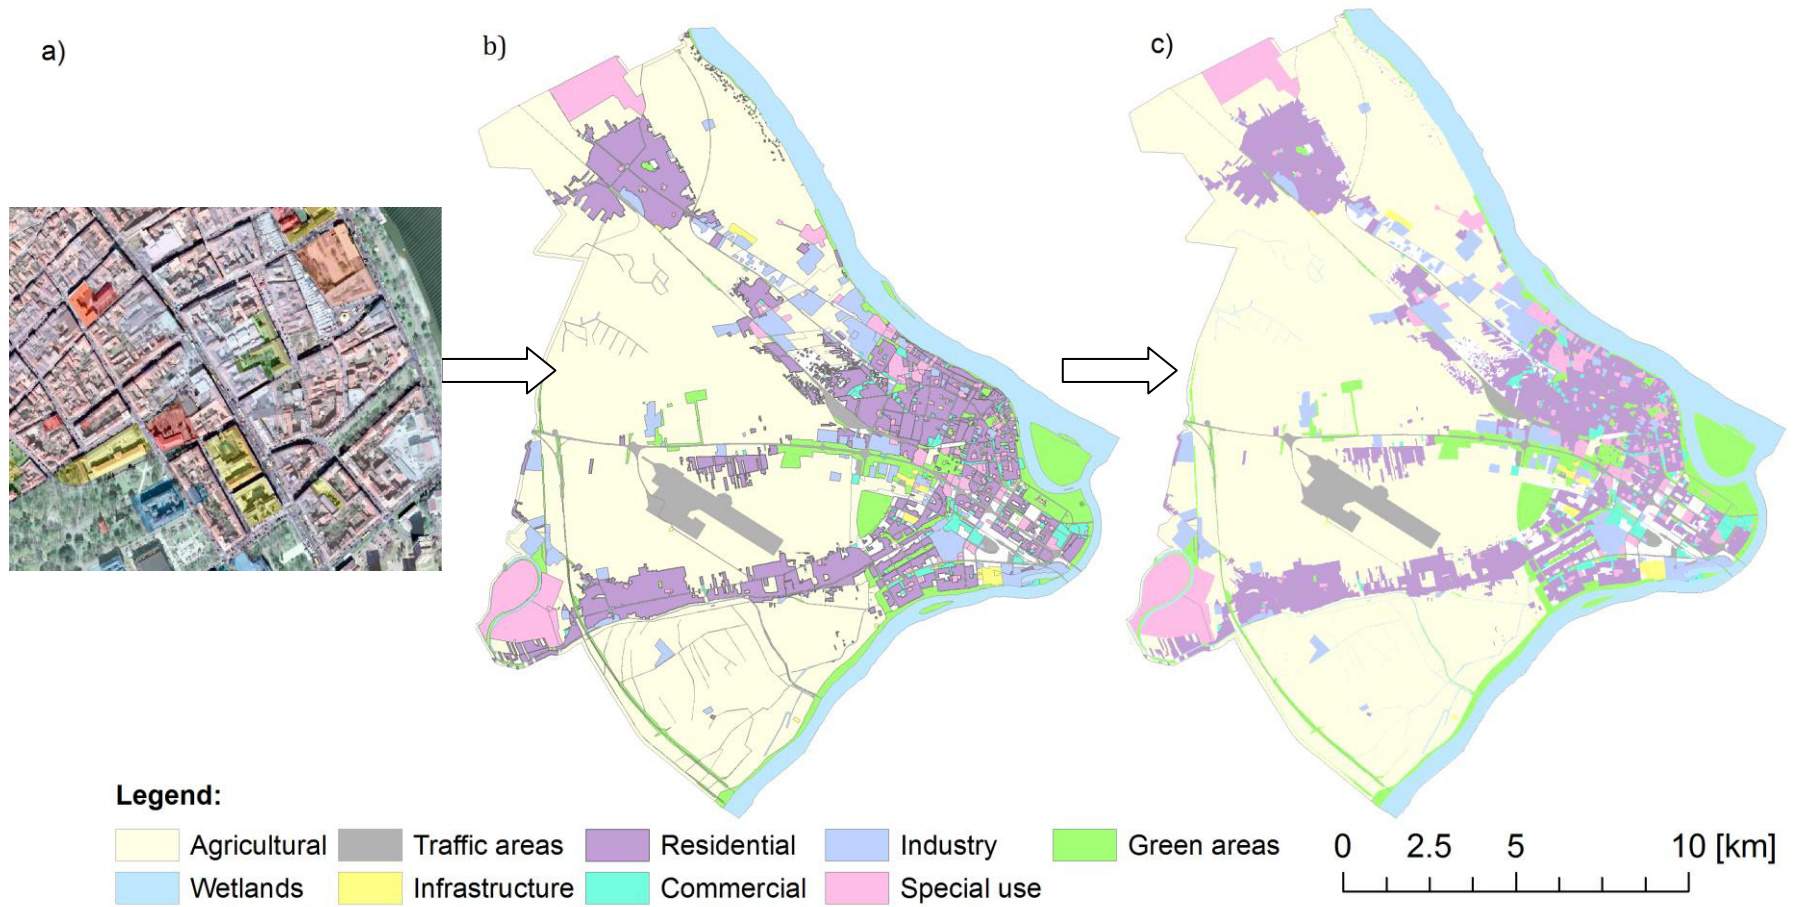 a)
b)
c)
Legend:
Agricultural Traffic areas Residential Industry Green areas
Wetlands Infrastructure Commercial Special use
0 2.5 5 10 [km]